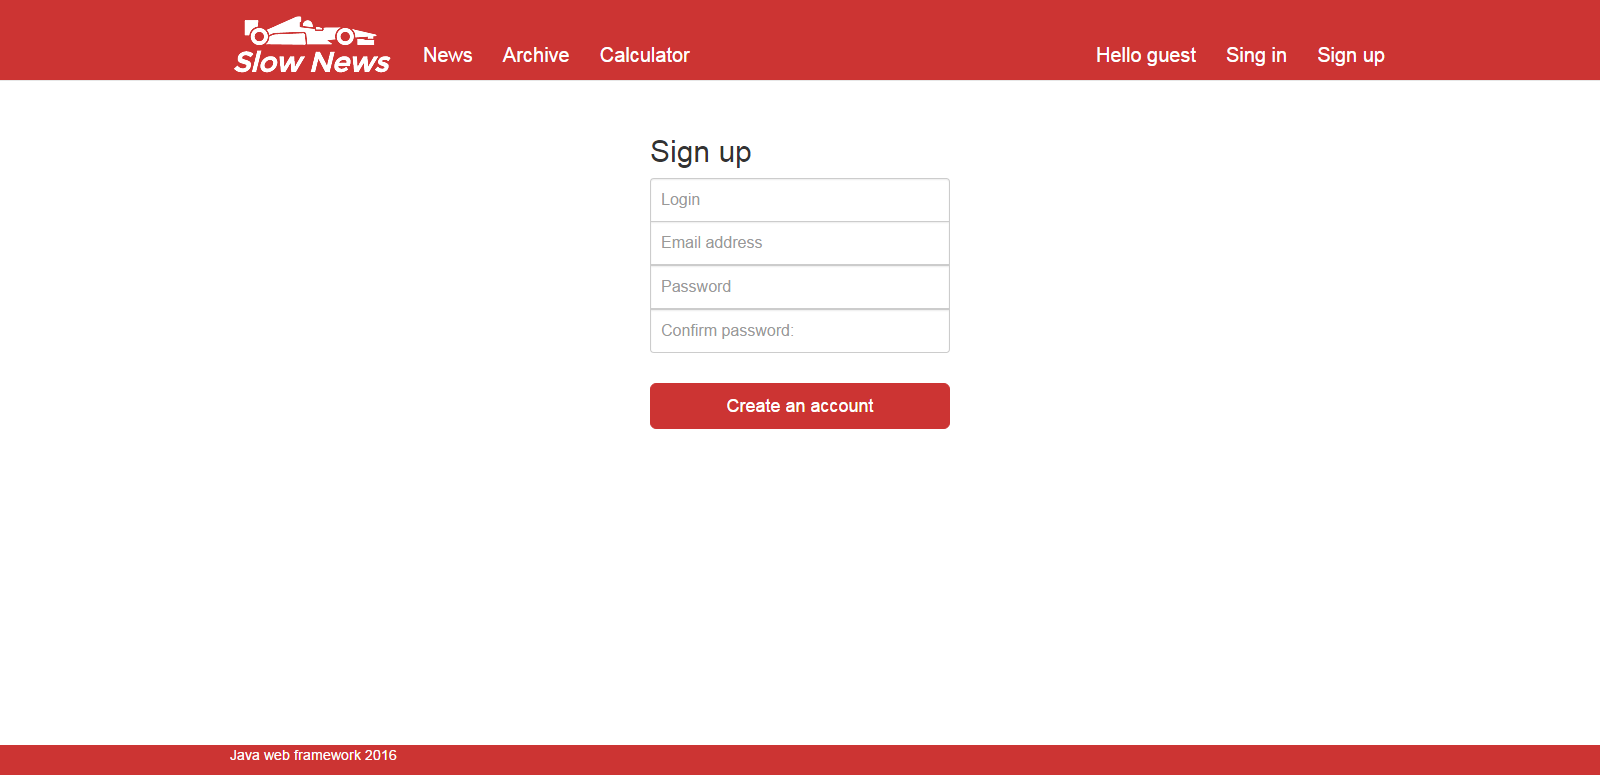 Slow News
News Archive Calculator Hello guest Sing in Sign up
Sign up
Login
Email address
Password
Confirm password:
Create an account
Java web framework 2016